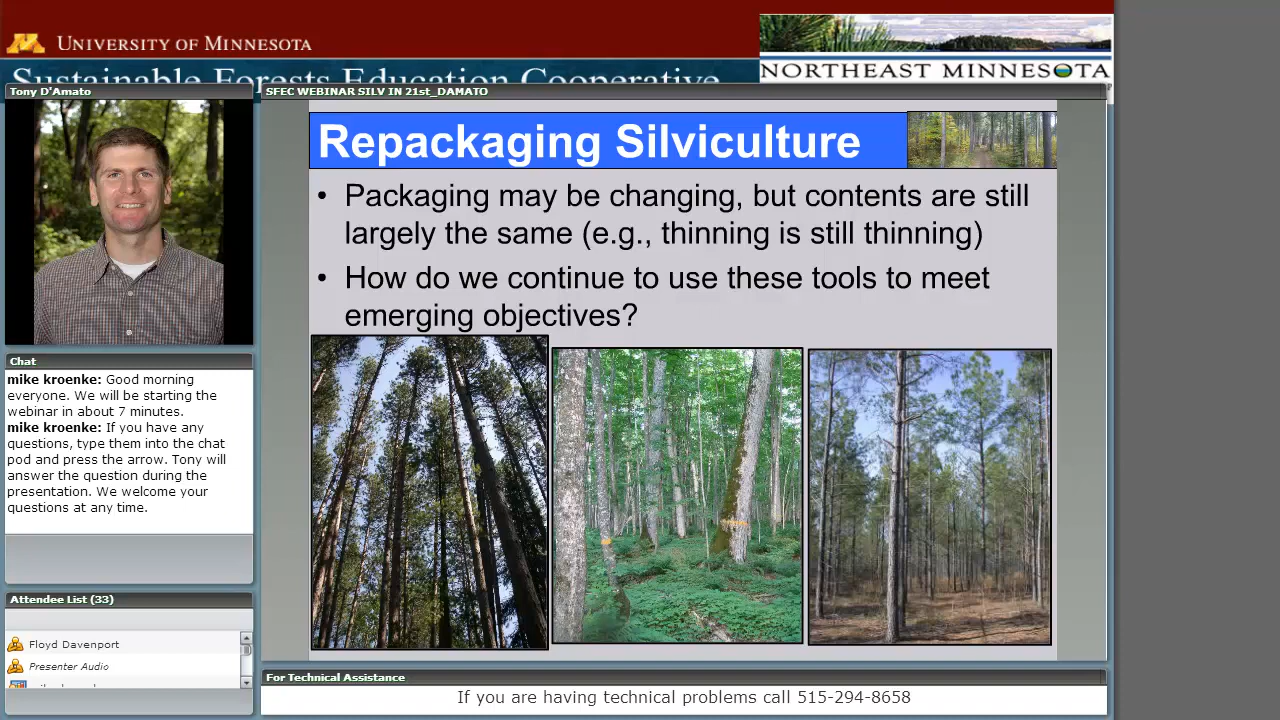 UNIVERSITY OF MINNESOTA
Sustainable Forests Education Cooperative
NORTHEAST MINNESOTA
Tony D'Amato
SFEC WEBINAR SILV IN 21st_DAMATO
Repackaging Silviculture
• Packaging may be changing, but contents are still
largely the same (e.g., thinning is still thinning)
• How do we continue to use these tools to meet
emerging objectives?
Chat
mike kroenke: Good morning
everyone. We will be starting the
webinar in about 7 minutes.
mike kroenke: If you have any
questions, type them into the chat
pod and press the arrow. Tony will
answer the question during the
presentation. We welcome your
questions at any time.
Attendee List (33)
Floyd Davenport
Presenter Audio
For Technical Assistance
If you are having technical problems call 515-294-8658